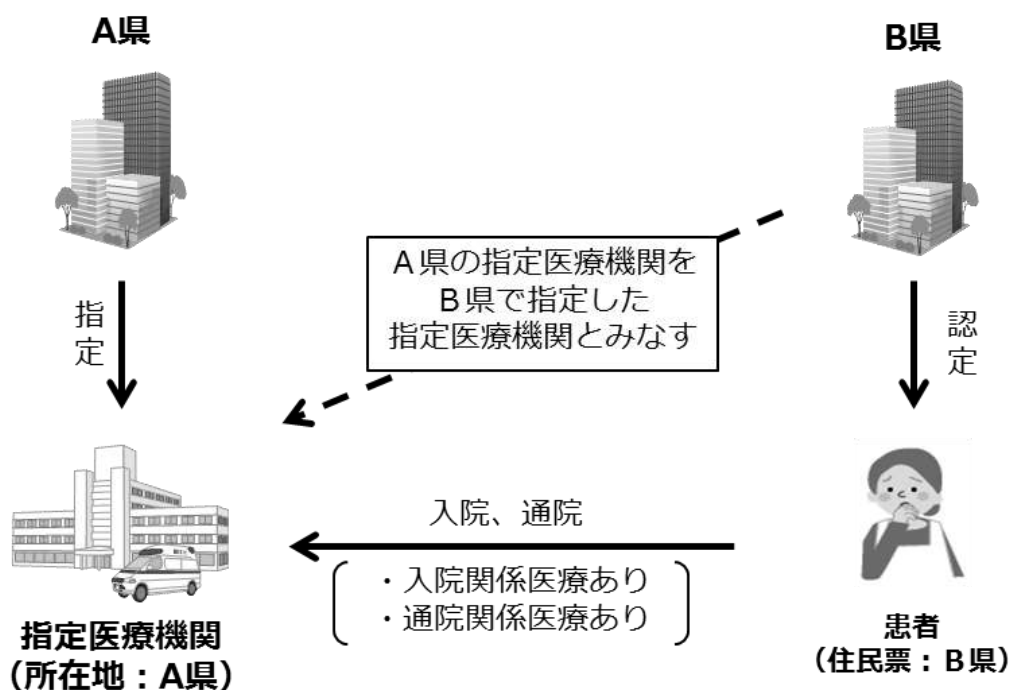 A県
B県
A県の指定医療機関を
B県で指定した
指定医療機関とみなす
指定
認定
入院、通院
・入院関係医療あり
・通院関係医療あり
指定医療機関
（所在地：A県）
患者
（住民票：B県）